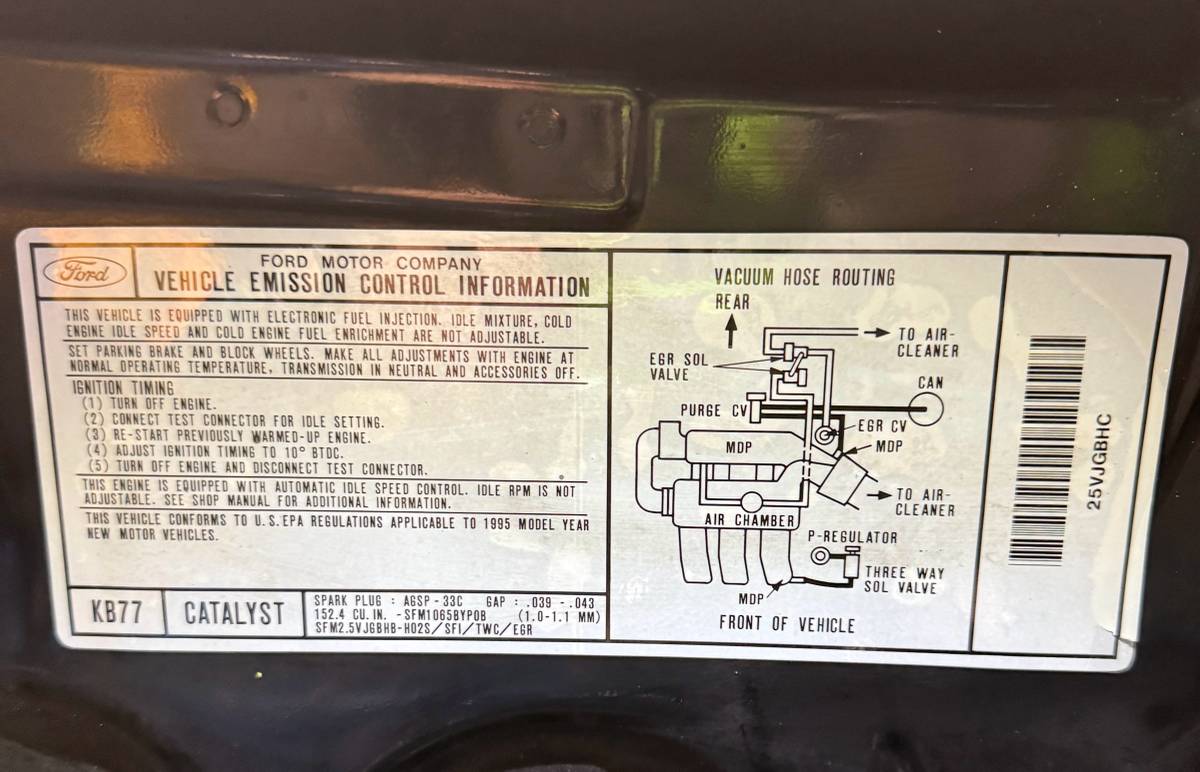 Ford
FORD MOTOR COMPANY
VEHICLE EMISSION CONTROL INFORMATION
THIS VEHICLE IS EQUIPPED WITH ELECTRONIC FUEL INJECTION. IDLE MIXTURE, COLD
ENGINE IDLE SPEED AND COLD ENGINE FUEL ENRICHMENT ARE NOT ADJUSTABLE.
SET PARKING BRAKE AND BLOCK WHEELS. MAKE ALL ADJUSTMENTS WITH ENGINE AT
NORMAL OPERATING TEMPERATURE, TRANSMISSION IN NEUTRAL AND ACCESSORIES OFF.
IGNITION TIMING
(1) TURN OFF ENGINE.
(2) CONNECT TEST CONNECTOR FOR IDLE SETTING.
(3) RE-START PREVIOUSLY WARMED-UP ENGINE.
(4) ADJUST IGNITION TIMING TO 10° BTDC.
(5) TURN OFF ENGINE AND DISCONNECT TEST CONNECTOR.
THIS ENGINE IS EQUIPPED WITH AUTOMATIC IDLE SPEED CONTROL. IDLE RPM IS NOT
ADJUSTABLE. SEE SHOP MANUAL FOR ADDITIONAL INFORMATION.
THIS VEHICLE CONFORMS TO U.S.EPA REGULATIONS APPLICABLE TO 1995 MODEL YEAR
NEW MOTOR VEHICLES.
KB77
CATALYST
SPARK PLUG : AGSP-33C GAP : .039 -.043
152.4 CU.IN. -SFM1065BYPOB (1.0-1.1 MM)
SFM2.5VJGBHB-HO2S/SFI/TWC/EGR
VACUUM HOSE ROUTING
REAR
TO AIR-
CLEANER
EGR SOL
VALVE
CAN
PURGE CV
EGR CV
MDP
MDP
TO AIR-
CLEANER
AIR CHAMBER
P-REGULATOR
THREE WAY
SOL VALVE
MDP
FRONT OF VEHICLE
25VJGBHC